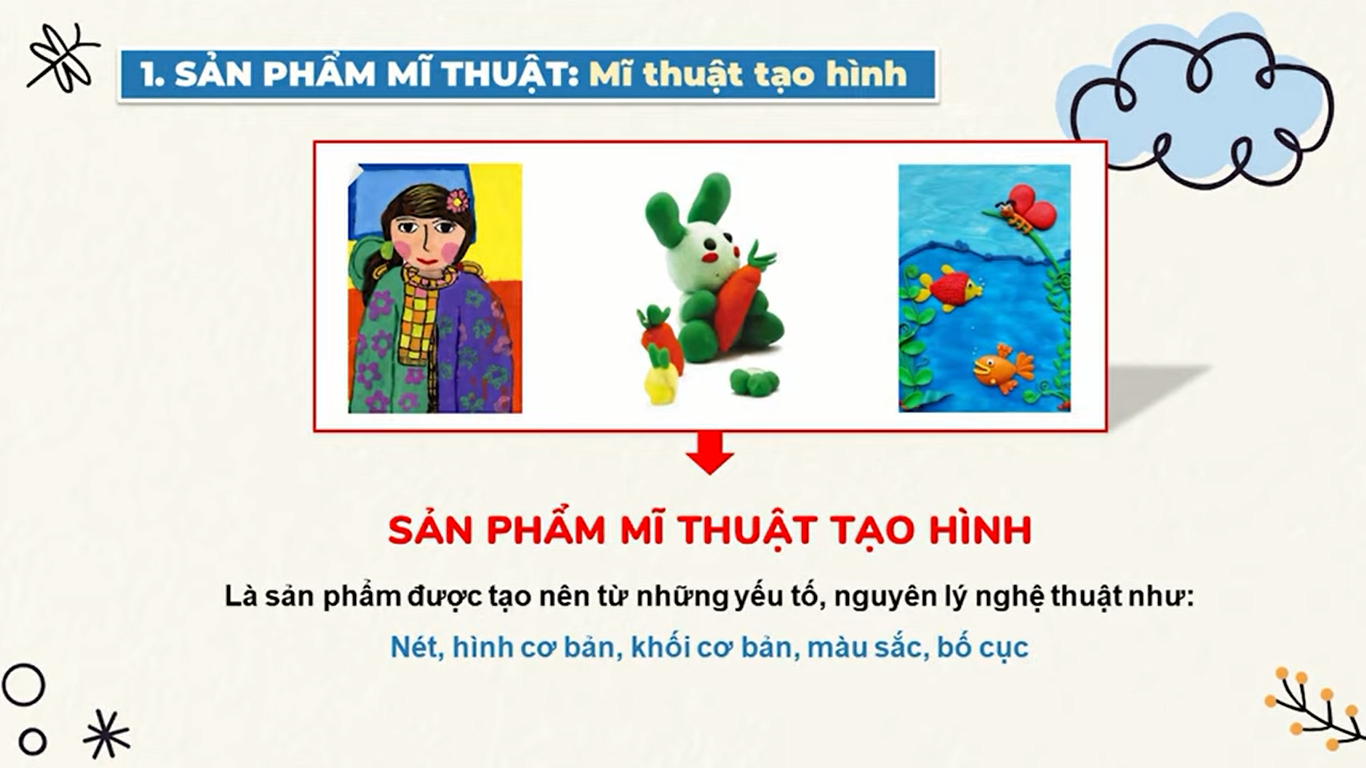 1. SẢN PHẨM MĨ THUẬT: Mĩ thuật tạo hình
SẢN PHẨM MĨ THUẬT TẠO HÌNH
Là sản phẩm được tạo nên từ những yếu tố, nguyên lý nghệ thuật như:
Nét, hình cơ bản, khối cơ bản, màu sắc, bố cục